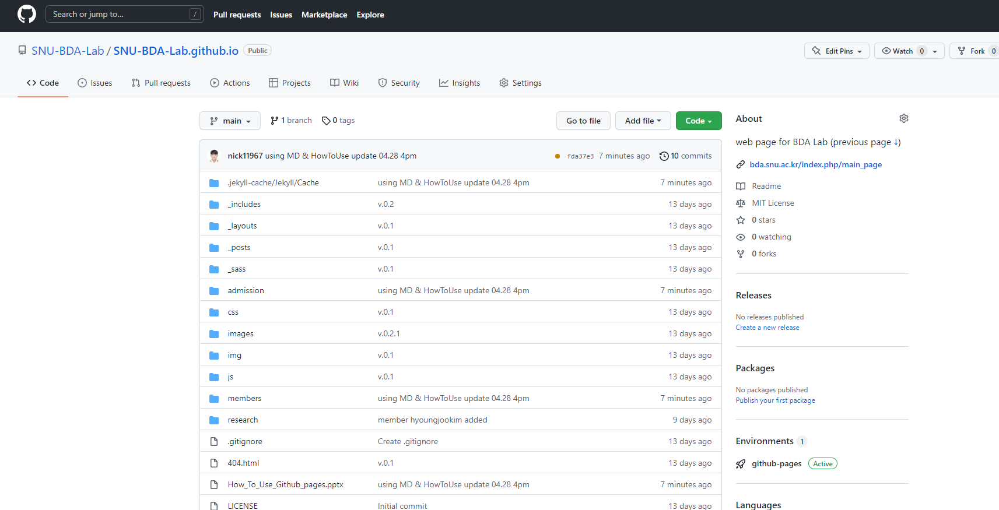 Search or jump to... /
Pull requests Issues Marketplace Explore
SNU-BDA-Lab / SNU-BDA-Lab.github.io Public
Edit Pins Watch 0 Fork 0
Code Issues Pull requests Actions Projects Wiki Security Insights Settings
main 1 branch 0 tags Go to file Add file Code
nick11967 using MD & HowToUse update 04.28 4pm fda37e3 7 minutes ago 10 commits
.jekyll-cache/Jekyll/Cache using MD & HowToUse update 04.28 4pm 7 minutes ago
_includes v.0.2 13 days ago
_layouts v.0.1 13 days ago
_posts v.0.1 13 days ago
_sass v.0.1 13 days ago
admission using MD & HowToUse update 04.28 4pm 7 minutes ago
css v.0.1 13 days ago
images v.0.2.1 13 days ago
img v.0.1 13 days ago
js v.0.1 13 days ago
members using MD & HowToUse update 04.28 4pm 7 minutes ago
research member hyoungjookim added 9 days ago
.gitignore Create .gitignore 13 days ago
404.html v.0.1 13 days ago
How_To_Use_Github_pages.pptx using MD & HowToUse update 04.28 4pm 7 minutes ago
LICENSE Initial commit 13 days ago
About
web page for BDA Lab (previous page ↓)
bda.snu.ac.kr/index.php/main_page
Readme
MIT License
0 stars
0 watching
0 forks
Releases
No releases published
Create a new release
Packages
No packages published
Publish your first package
Environments 1
github-pages Active
Languages